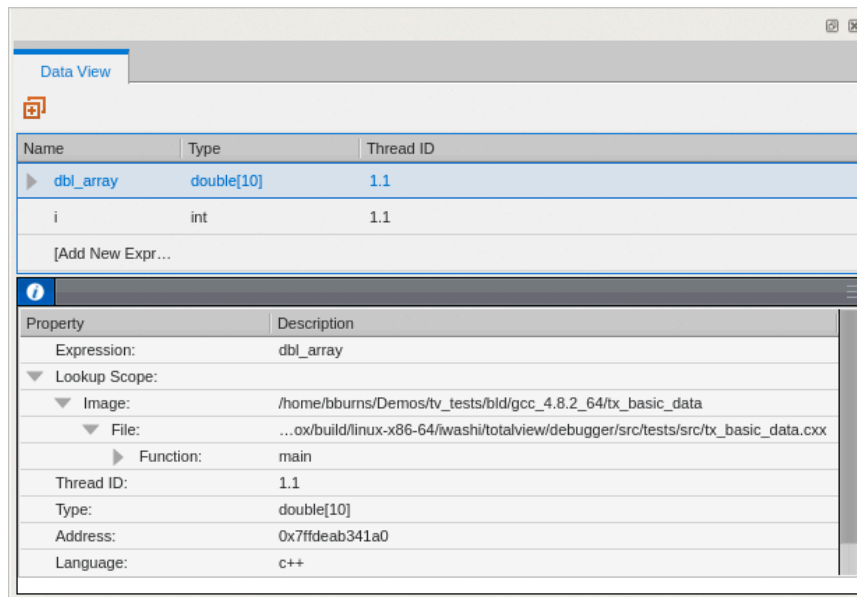 Data View
Name Type Thread ID
dbl_array double[10] 1.1
i int 1.1
[Add New Expr…
Property Description
Expression: dbl_array
Lookup Scope:
Image: /home/bburns/Demos/tv_tests/bld/gcc_4.8.2_64/tx_basic_data
File: …ox/build/linux-x86-64/iwashi/totalview/debugger/src/tests/src/tx_basic_data.cxx
Function: main
Thread ID: 1.1
Type: double[10]
Address: 0x7ffdeab341a0
Language: c++